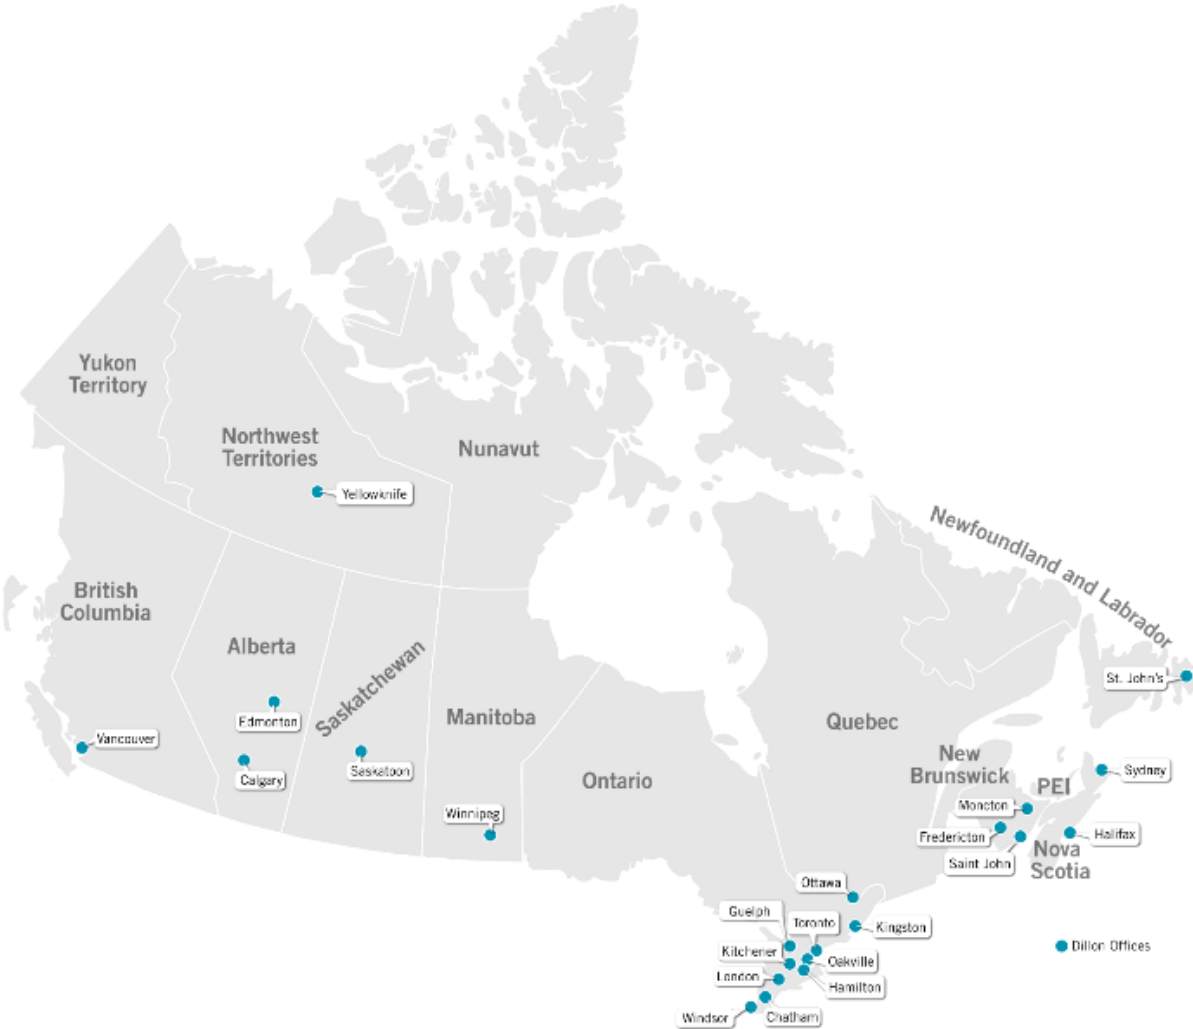 Yukon
Territory
Northwest
Territories
Nunavut
Yellowknife
Newfoundland and Labrador
British
Columbia
Alberta
Saskatchewan
Manitoba
Ontario
Quebec
St. John's
Edmonton
Vancouver
Calgary
Saskatoon
Winnipeg
New
Brunswick
PEI
Sydney
Moncton
Fredericton
Halifax
Saint John
Nova
Scotia
Ottawa
Guelph
Toronto
Kingston
Kitchener
Oakville
London
Hamilton
Windsor
Chatham
Dillon Offices